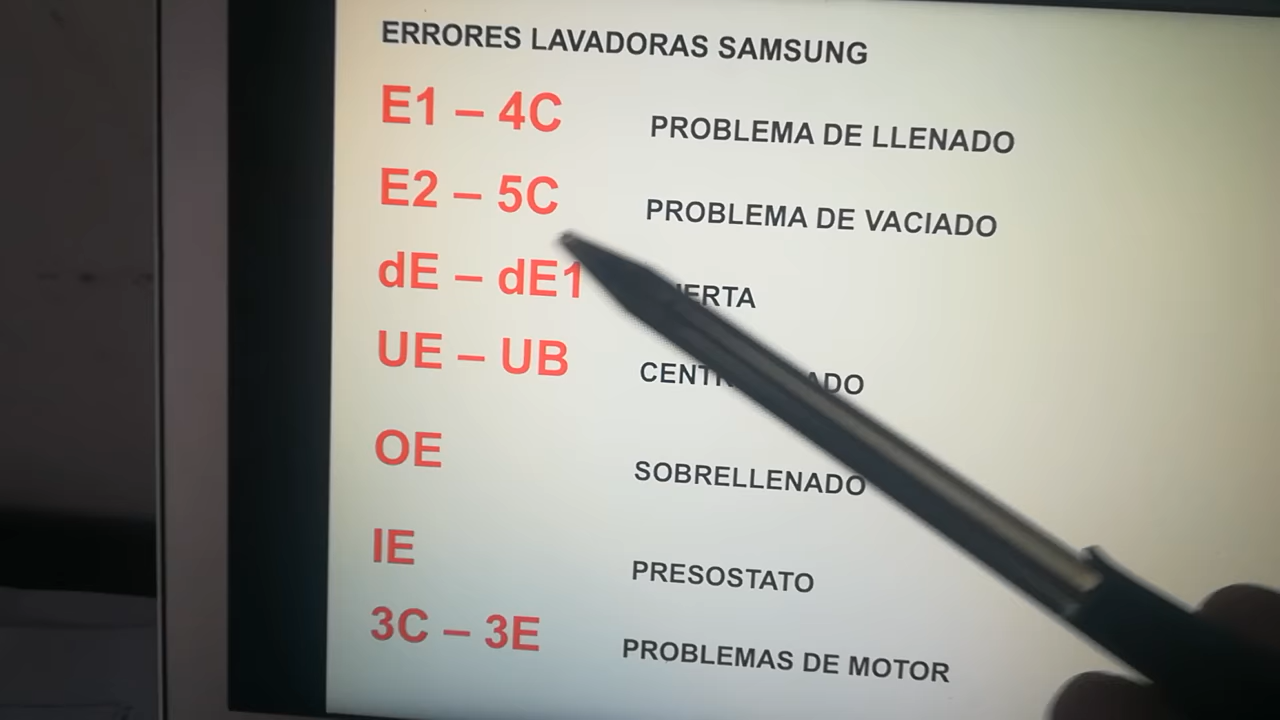 ERRORES LAVADORAS SAMSUNG
E1 – 4C PROBLEMA DE LLENADO
E2 – 5C PROBLEMA DE VACIADO
dE – dE1
UE – UB
OE SOBRELLENADO
IE PRESOSTATO
3C – 3E PROBLEMAS DE MOTOR